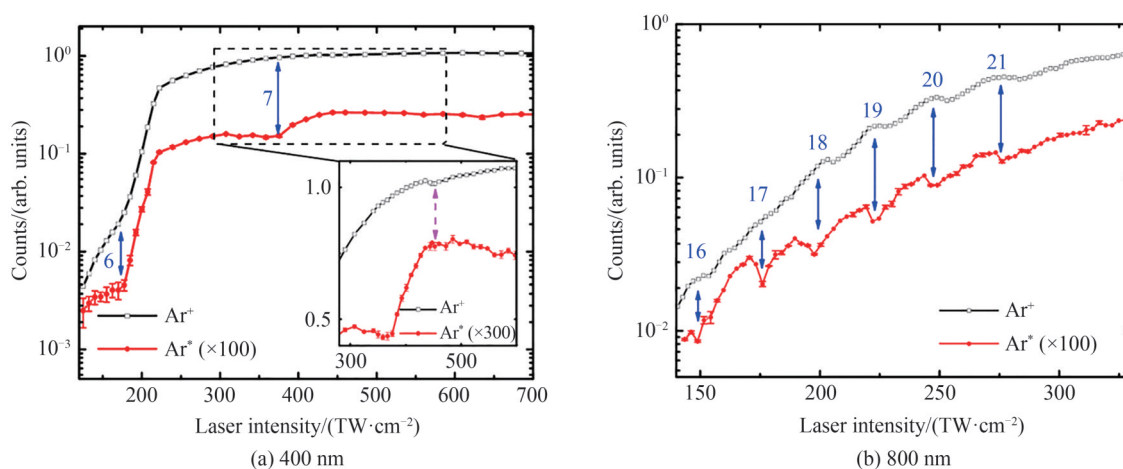 10⁰
10⁻¹
10⁻²
10⁻³
Counts/(arb. units)
6
7
Ar⁺
Ar* (×100)
1.0
0.5
Ar⁺
Ar* (×300)
300
500
200
300
400
500
600
700
Laser intensity/(TW·cm⁻²)
(a) 400 nm
10⁰
10⁻¹
10⁻²
Counts/(arb. units)
16
17
18
19
20
21
Ar⁺
Ar* (×100)
150
200
250
300
Laser intensity/(TW·cm⁻²)
(b) 800 nm